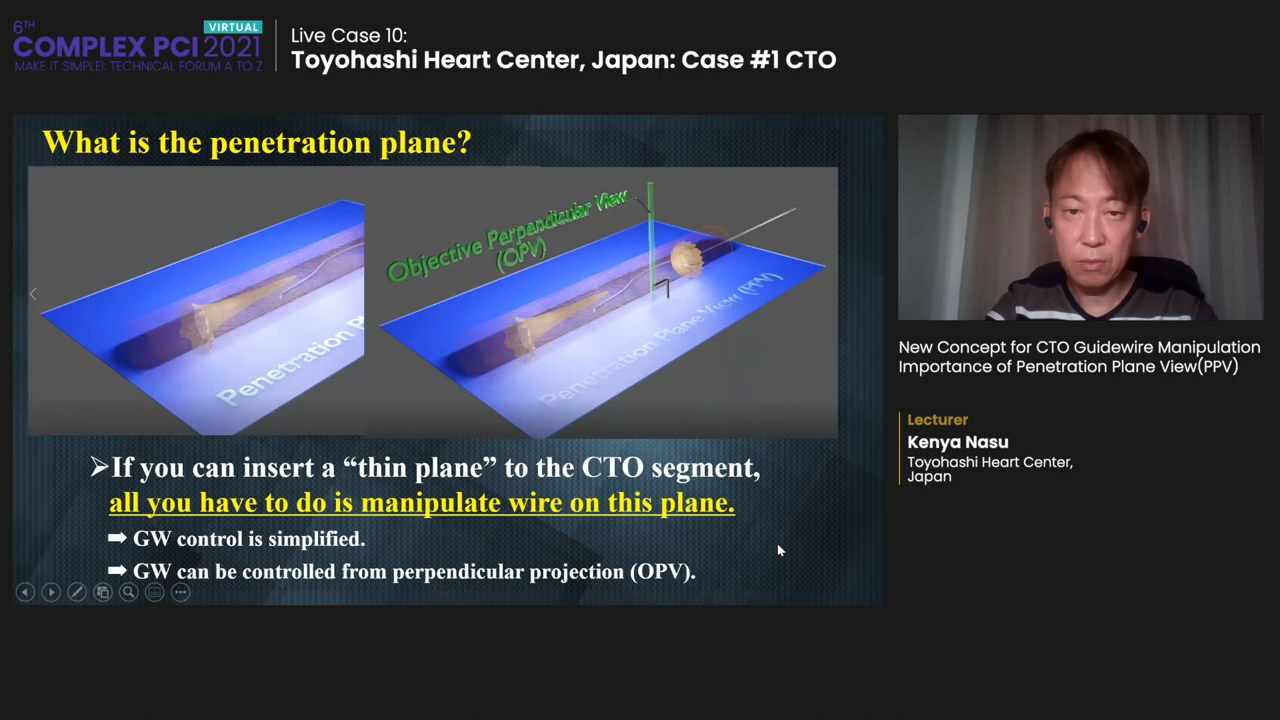 6TH
VIRTUAL
COMPLEX PCI 2021
MAKE IT SIMPLE!: TECHNICAL FORUM A TO Z
Live Case 10:
Toyohashi Heart Center, Japan: Case #1 CTO
What is the penetration plane?
Penetration P
Objective Perpandicular View
(OPV)
Penetration Plane View (PPV)
➢If you can insert a “thin plane” to the CTO segment,
all you have to do is manipulate wire on this plane.
➡ GW control is simplified.
➡ GW can be controlled from perpendicular projection (OPV).
New Concept for CTO Guidewire Manipulation
Importance of Penetration Plane View(PPV)
Lecturer
Kenya Nasu
Toyohashi Heart Center,
Japan